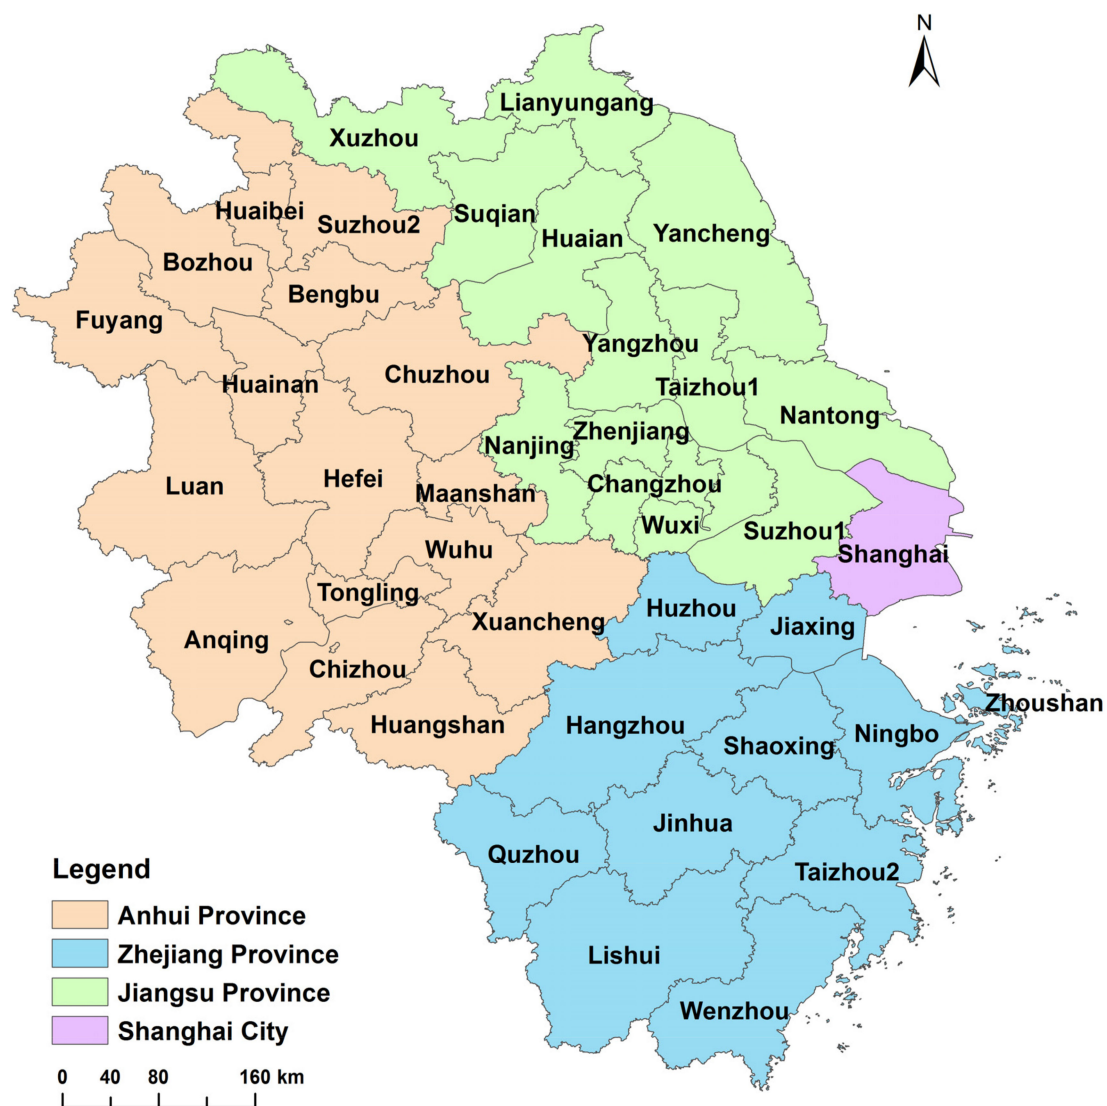 N
Lianyungang
Xuzhou
Huaibei
Suzhou2
Suqian
Huaian
Yancheng
Bozhou
Bengbu
Fuyang
Yangzhou
Chuzhou
Huainan
Taizhou1
Nantong
Zhenjiang
Nanjing
Luan
Hefei
Maanshan
Changzhou
Wuxi
Suzhou1
Wuhu
Shanghai
Tongling
Xuancheng
Huzhou
Jiaxing
Anqing
Chizhou
Zhoushan
Huangshan
Hangzhou
Shaoxing
Ningbo
Jinhua
Quzhou
Taizhou2
Lishui
Wenzhou
Legend
Anhui Province
Zhejiang Province
Jiangsu Province
Shanghai City
0 40 80 160 km